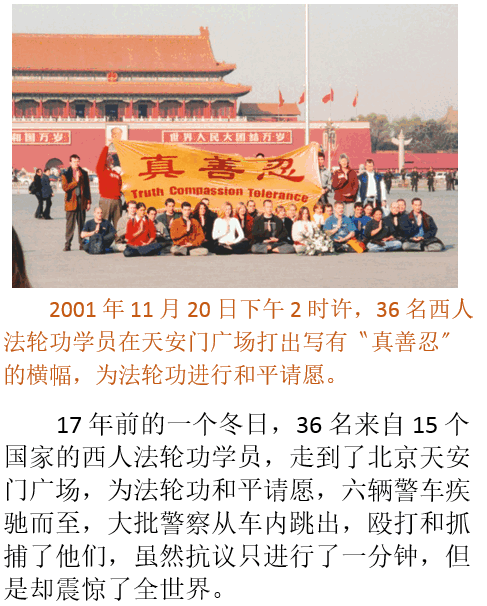 和国万岁
世界人民大团结万岁
真善忍
Truth Compassion Tolerance
2001 年 11 月 20 日下午 2 时许，36 名西人
法轮功学员在天安门广场打出写有〝真善忍〞
的横幅，为法轮功进行和平请愿。
17 年前的一个冬日，36 名来自 15 个
国家的西人法轮功学员，走到了北京天安
门广场，为法轮功和平请愿，六辆警车疾
驰而至，大批警察从车内跳出，殴打和抓
捕了他们，虽然抗议只进行了一分钟，但
是却震惊了全世界。